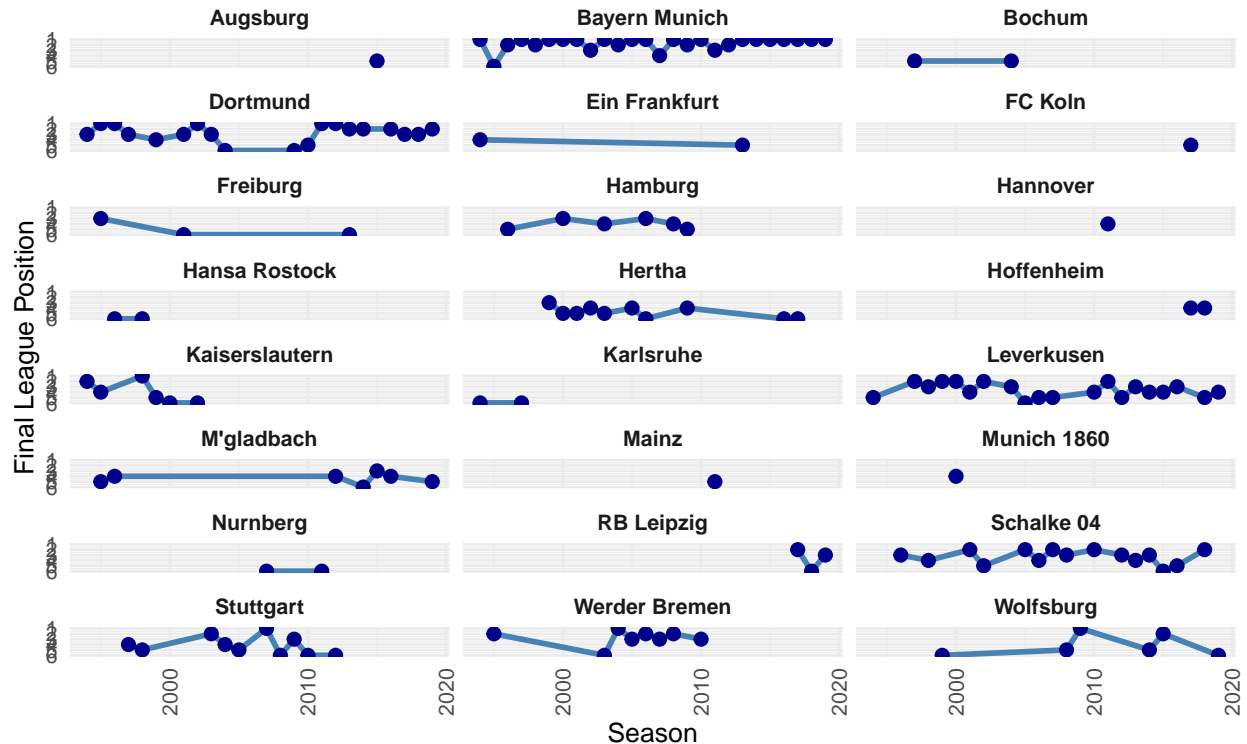 Augsburg
Bayern Munich
Bochum
Dortmund
Ein Frankfurt
FC Koln
Freiburg
Hamburg
Hannover
Hansa Rostock
Hertha
Hoffenheim
Kaiserslautern
Karlsruhe
Leverkusen
M'gladbach
Mainz
Munich 1860
Nurnberg
RB Leipzig
Schalke 04
Stuttgart
Werder Bremen
Wolfsburg
Final League Position
2000
2010
2020
2000
2010
2020
2000
2010
2020
Season